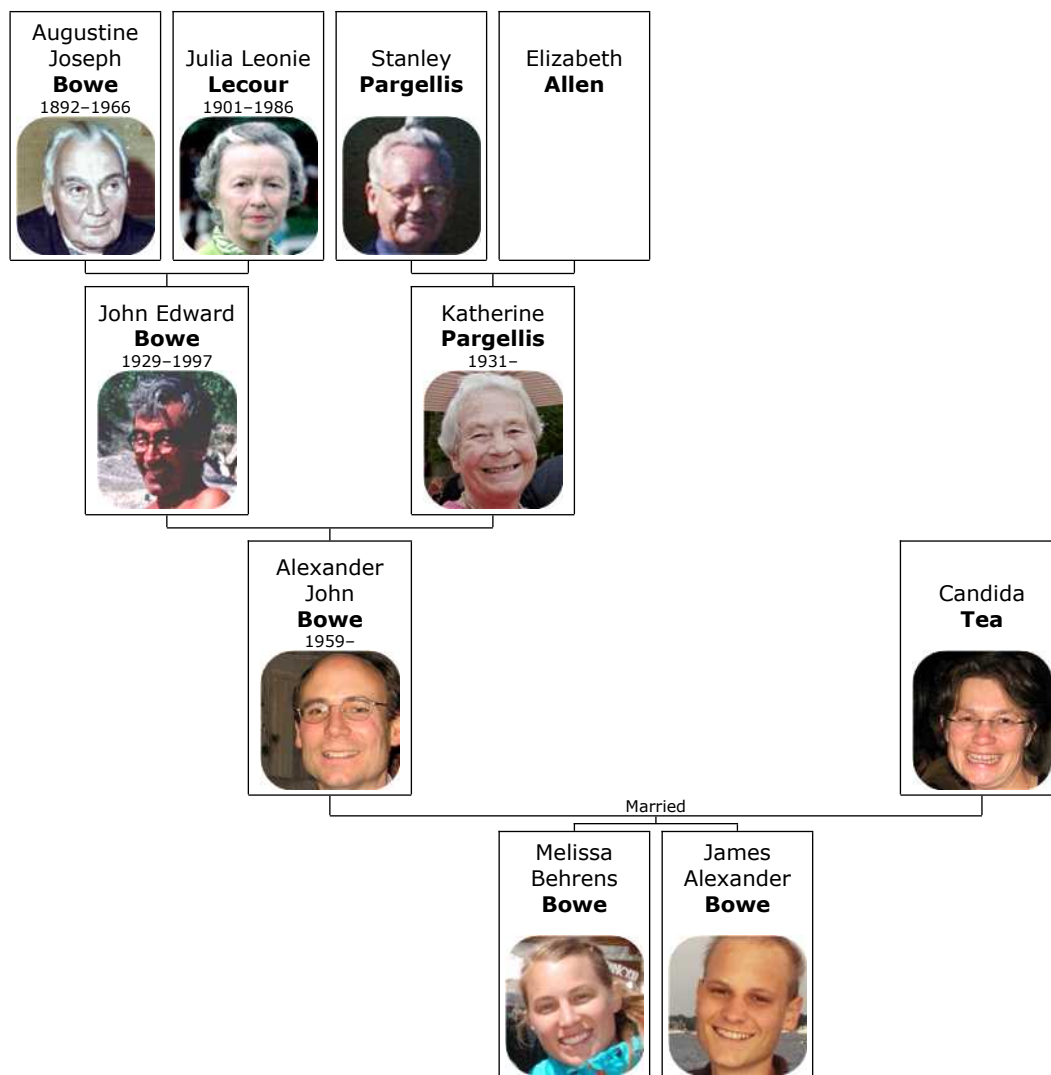 Augustine
Joseph
Bowe
1892–1966
Julia Leonie
Lecour
1901–1986
Stanley
Pargellis
Elizabeth
Allen
John Edward
Bowe
1929–1997
Katherine
Pargellis
1931–
Alexander
John
Bowe
1959–
Candida
Tea
Married
Melissa
Behrens
Bowe
James
Alexander
Bowe